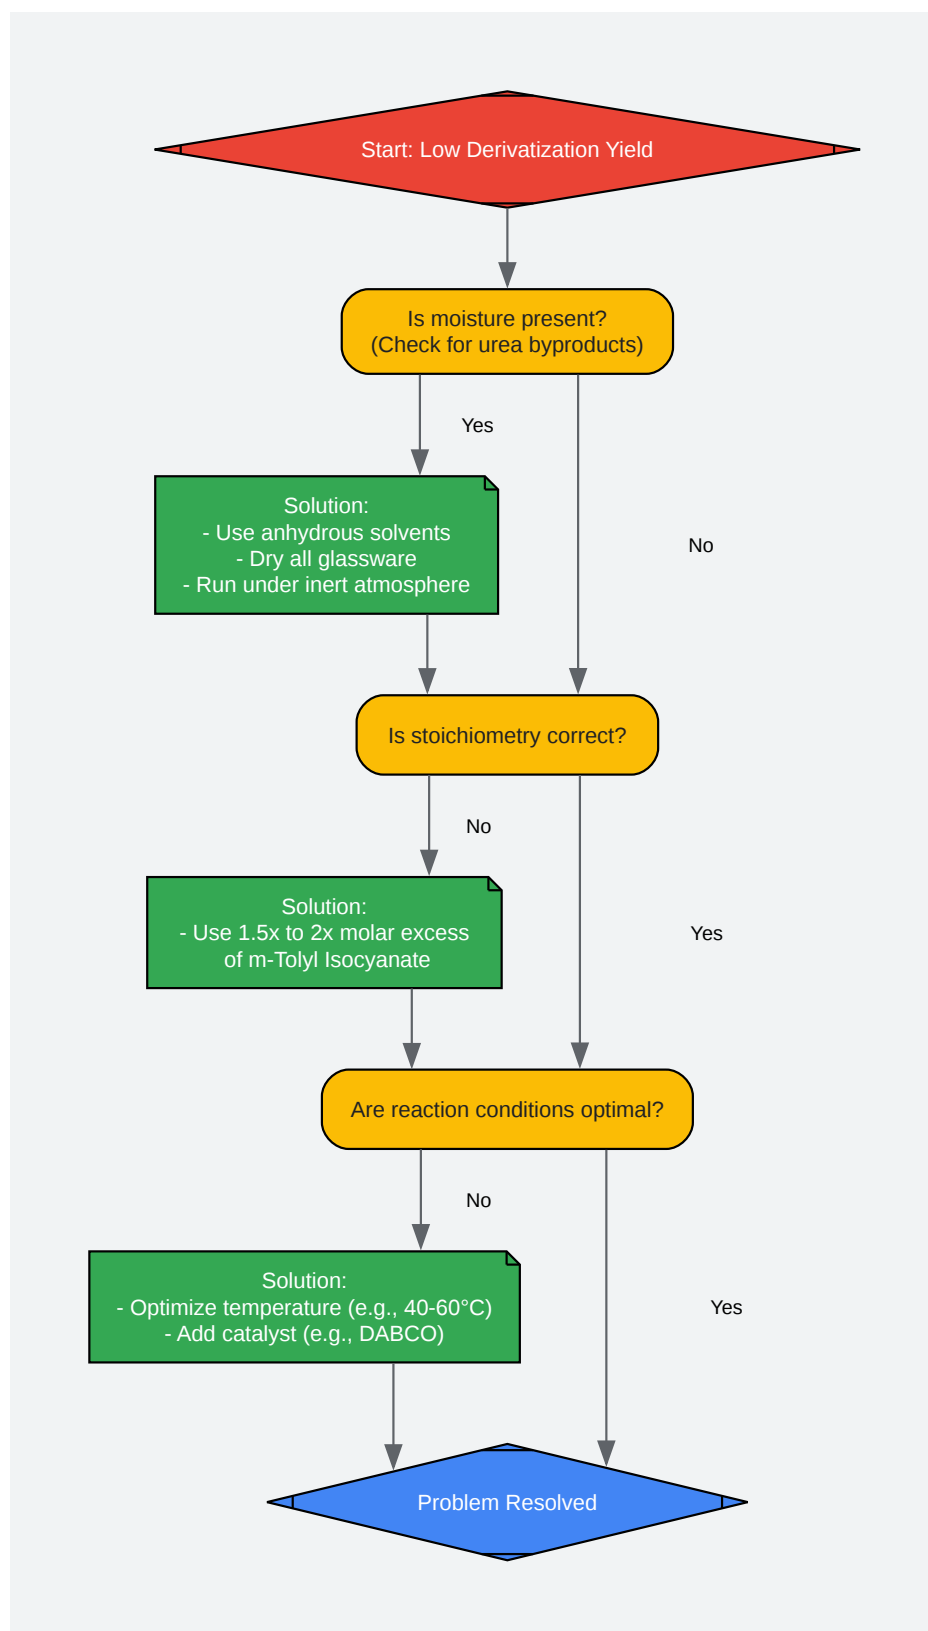 Start: Low Derivatization Yield
Is moisture present?
(Check for urea byproducts)
Yes
Solution:
- Use anhydrous solvents
- Dry all glassware
- Run under inert atmosphere
No
Is stoichiometry correct?
No
Solution:
- Use 1.5x to 2x molar excess
of m-Tolyl Isocyanate
Yes
Are reaction conditions optimal?
No
Solution:
- Optimize temperature (e.g., 40-60°C)
- Add catalyst (e.g., DABCO)
Yes
Problem Resolved